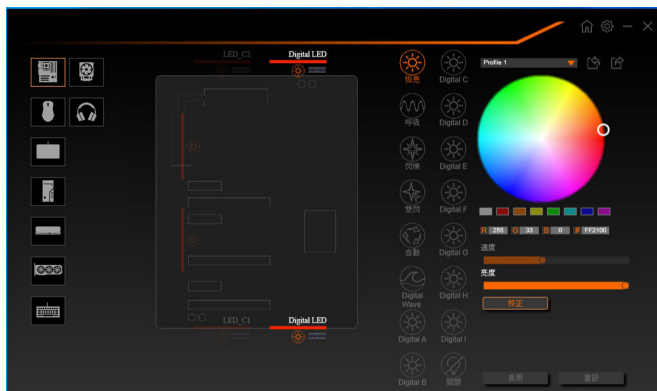 LED_C2 Digital LED
恆亮 Digital C
呼吸 Digital D
閃爍 Digital E
雙閃 Digital F
自動 Digital G
Digital Wave Digital H
Digital A Digital I
Digital B 關閉
Profile 1
R 255 G 33 B 0 # FF2100
速度
亮度
校正
套用 重設
LED_C1 Digital LED